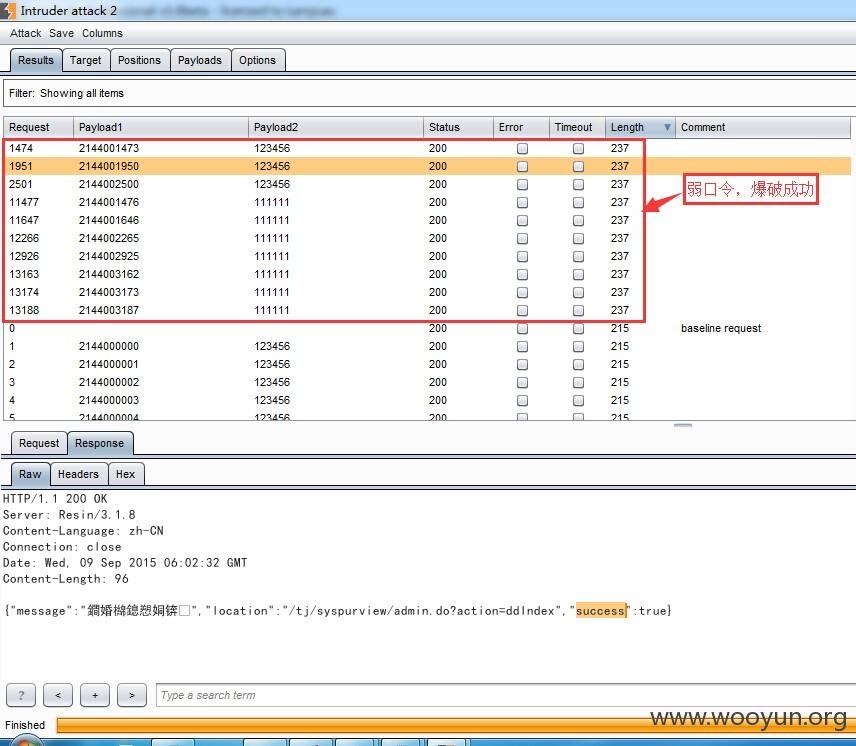 Intruder attack 2
Attack Save Columns
Results Target Positions Payloads Options
Filter: Showing all items
Request Payload1 Payload2 Status Error Timeout Length Comment
1474 2144001473 123456 200 237
1951 2144001950 123456 200 237
2501 2144002500 123456 200 237
11477 2144001476 111111 200 237
11647 2144001646 111111 200 237
12266 2144002265 111111 200 237
12926 2144002925 111111 200 237
13163 2144003162 111111 200 237
13174 2144003173 111111 200 237
13188 2144003187 111111 200 237
弱口令，爆破成功
0 200 215 baseline request
1 2144000000 123456 200 215
2 2144000001 123456 200 215
3 2144000002 123456 200 215
4 2144000003 123456 200 215
5 2144000004 123456 200 215
Request Response
Raw Headers Hex
HTTP/1.1 200 OK
Server: Resin/3.1.8
Content-Language: zh-CN
Connection: close
Date: Wed, 09 Sep 2015 06:02:32 GMT
Content-Length: 96
{"message":"","location":"/tj/syspurview/admin.do?action=ddIndex","success":true}
? < + > Type a search term
Finished
www.wooyun.org